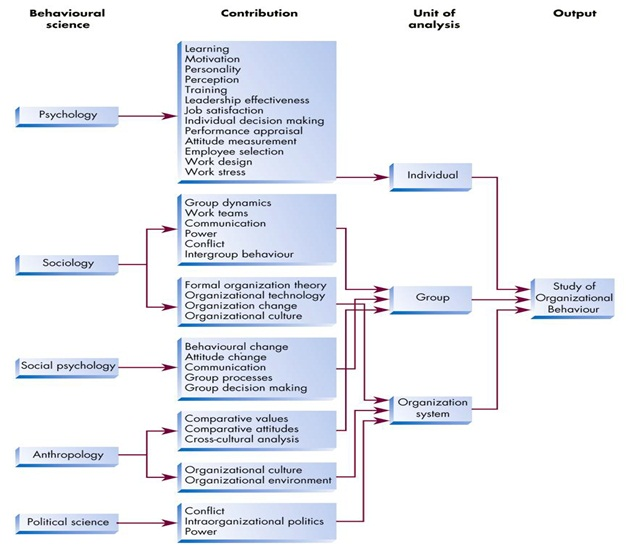 Behavioural
science
Contribution
Unit of
analysis
Output
Psychology
Learning
Motivation
Personality
Perception
Training
Leadership effectiveness
Job satisfaction
Individual decision making
Performance appraisal
Attitude measurement
Employee selection
Work design
Work stress
Individual
Sociology
Group dynamics
Work teams
Communication
Power
Conflict
Intergroup behaviour
Formal organization theory
Organizational technology
Organization change
Organizational culture
Group
Study of
Organizational
Behaviour
Social psychology
Behavioural change
Attitude change
Communication
Group processes
Group decision making
Organization
system
Anthropology
Comparative values
Comparative attitudes
Cross-cultural analysis
Organizational culture
Organizational environment
Political science
Conflict
Intraorganizational politics
Power